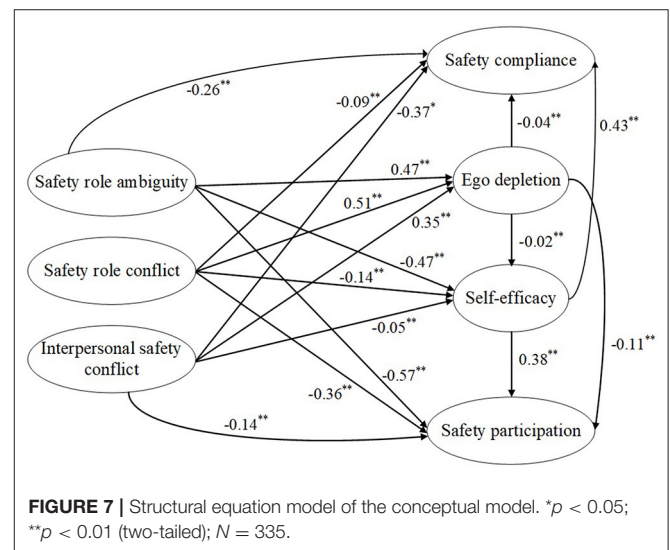 Safety compliance
-0.26**
-0.09**
-0.37*
-0.04**
0.43**
Safety role ambiguity
0.47**
Ego depletion
0.51**
0.35**
-0.02**
Safety role conflict
-0.47**
-0.14**
Self-efficacy
-0.05**
Interpersonal safety
conflict
0.38**
-0.11**
-0.57**
-0.36**
-0.14**
Safety participation
FIGURE 7 | Structural equation model of the conceptual model. *p < 0.05;
**p < 0.01 (two-tailed); N = 335.